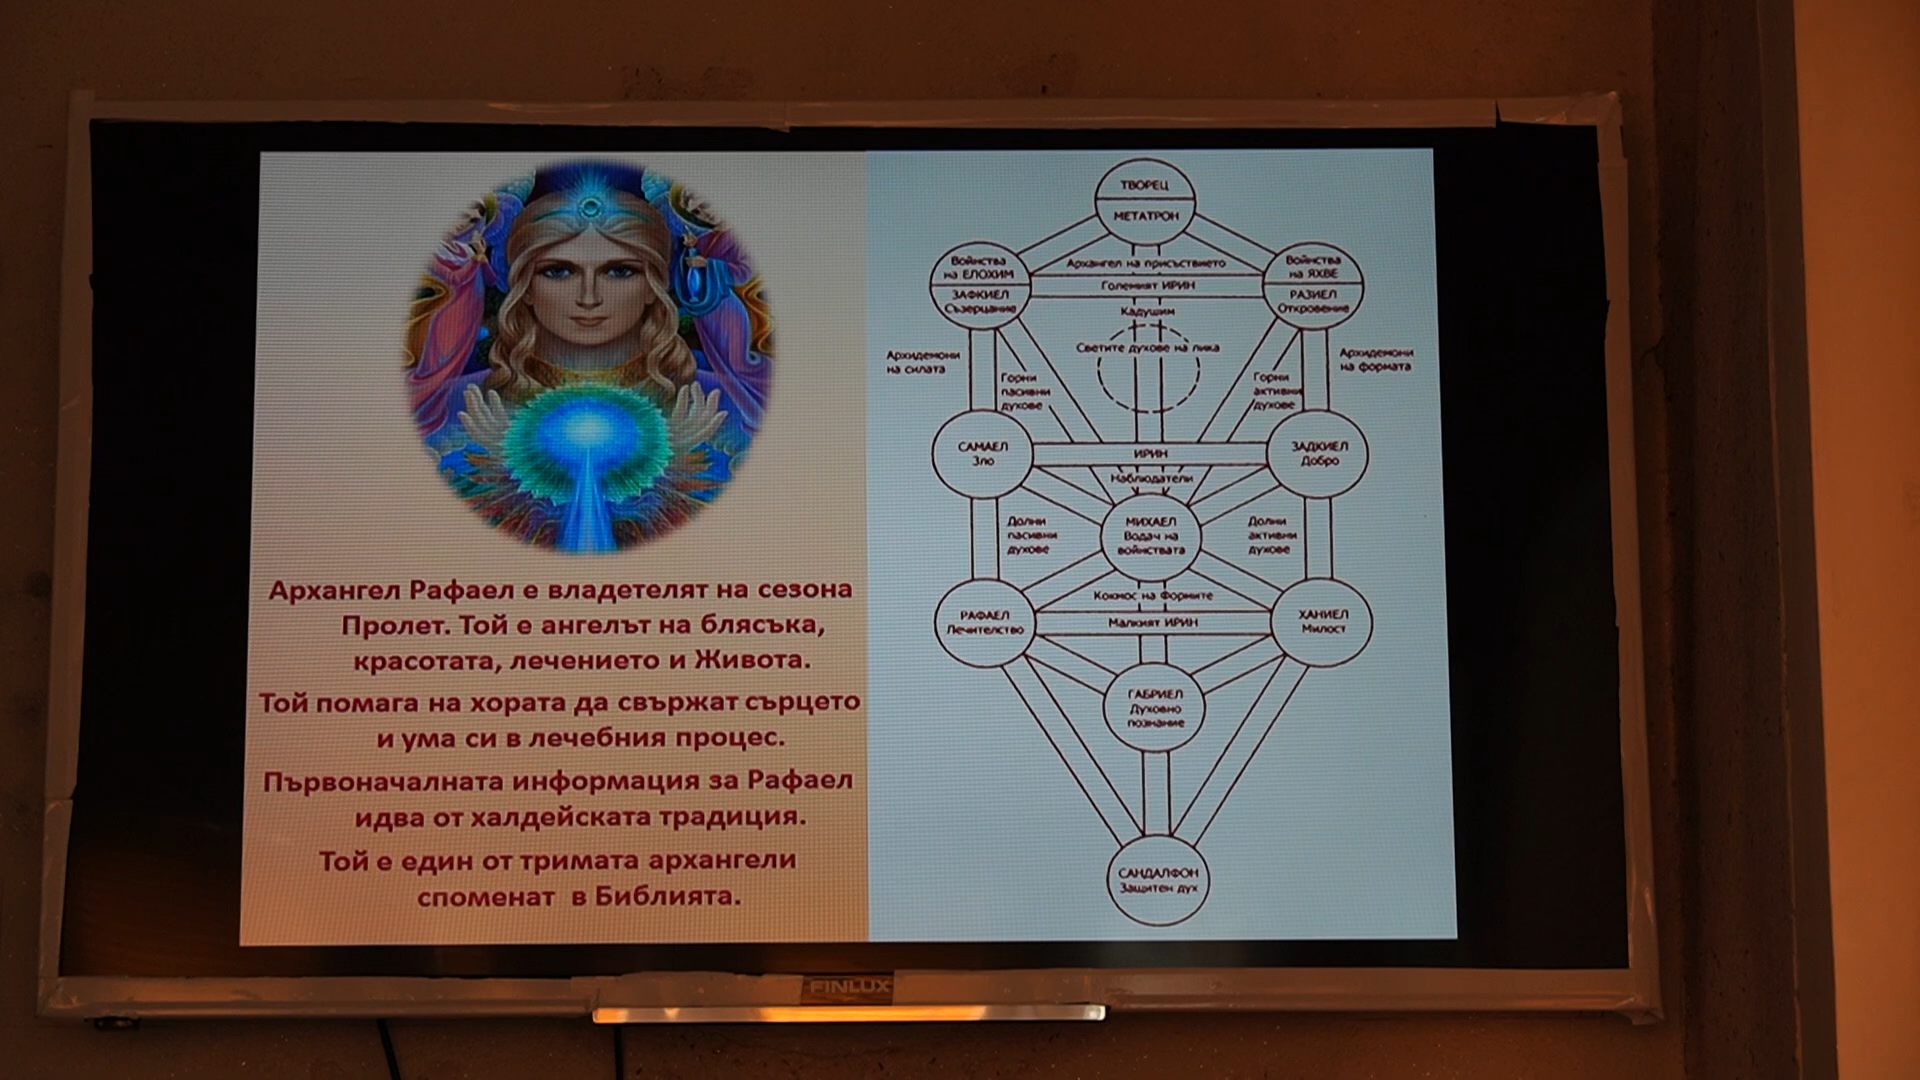 Архангел Рафаел е владетелят на сезона
Пролет. Той е ангелът на блясъка,
красотата, лечението и Живота.
Той помага на хората да свържат сърцето
и ума си в лечебния процес.
Първоначалната информация за Рафаел
идва от халдейската традиция.
Той е един от тримата архангели
споменат в Библията.
ТВОРЕЦ
МЕТАТРОН
Войнства
на ЕЛОХИМ
ЗАФКИЕЛ
Съзерцание
Архангел на присъствието
Големият ИРИН
Кадушим
Войнства
на ЯХВЕ
РАЗИЕЛ
Откровение
Светите духове на лика
Архидемони
на силата
Горни
пасивни
духове
Горни
активни
духове
Архидемони
на формата
САМАЕЛ
Зло
ИРИН
Наблюдатели
ЗАДКИЕЛ
Добро
Долни
пасивни
духове
МИХАЕЛ
Водач на
войнствата
Долни
активни
духове
РАФАЕЛ
Лечителство
Космос на Формите
Малкият ИРИН
ХАНИЕЛ
Милост
ГАБРИЕЛ
Духовно
познание
САНДАЛФОН
Защитен дух
FINLUX